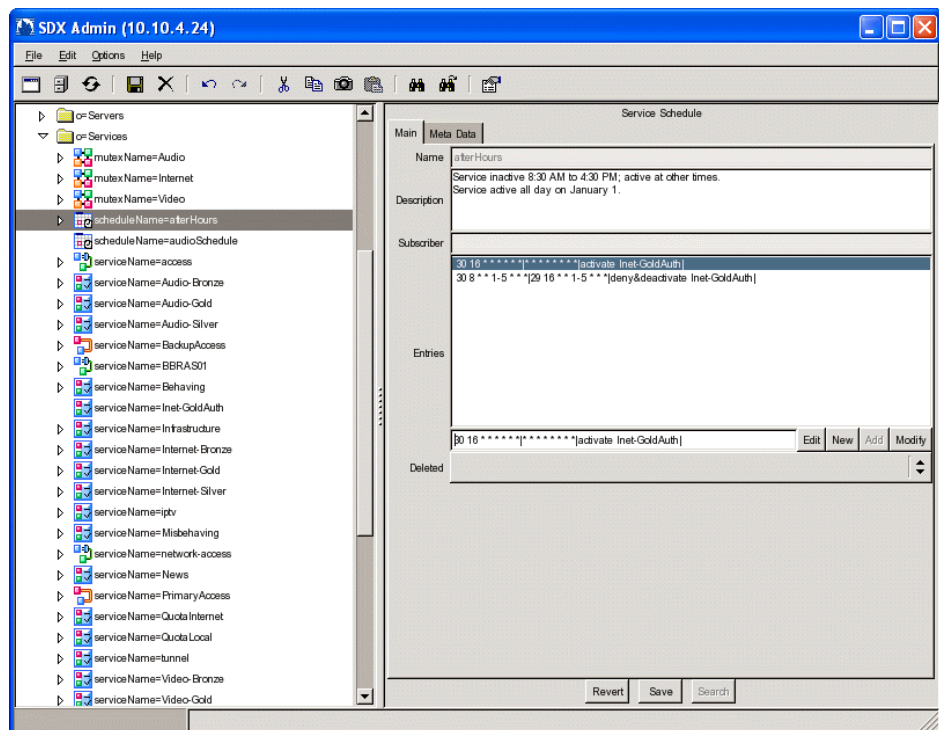 SDX Admin (10.10.4.24)
File Edit Options Help
o=Servers
o=Services
mutexName=Audio
mutexName=Internet
mutexName=Video
scheduleName=afterHours
scheduleName=audioSchedule
serviceName=access
serviceName=Audio-Bronze
serviceName=Audio-Gold
serviceName=Audio-Silver
serviceName=BackupAccess
serviceName=BBRAS01
serviceName=Behaving
serviceName=Inet-GoldAuth
serviceName=Infrastructure
serviceName=Internet-Bronze
serviceName=Internet-Gold
serviceName=Internet-Silver
serviceName=iptv
serviceName=Misbehaving
serviceName=network-access
serviceName=News
serviceName=PrimaryAccess
serviceName=QuotaInternet
serviceName=QuotaLocal
serviceName=tunnel
serviceName=Video-Bronze
serviceName=Video-Gold
Service Schedule
Main Meta Data
Name afterHours
Description
Service inactive 8:30 AM to 4:30 PM; active at other times.
Service active all day on January 1.
Subscriber
Entries
30 16 * * * * * *|* * * * * * * *|activate Inet-GoldAuth|
30 8 * * 1-5 * * *|29 16 * * 1-5 * * *|deny&deactivate Inet-GoldAuth|
30 16 * * * * * *|* * * * * * * *|activate Inet-GoldAuth| Edit New Add Modify
Deleted
Revert Save Search